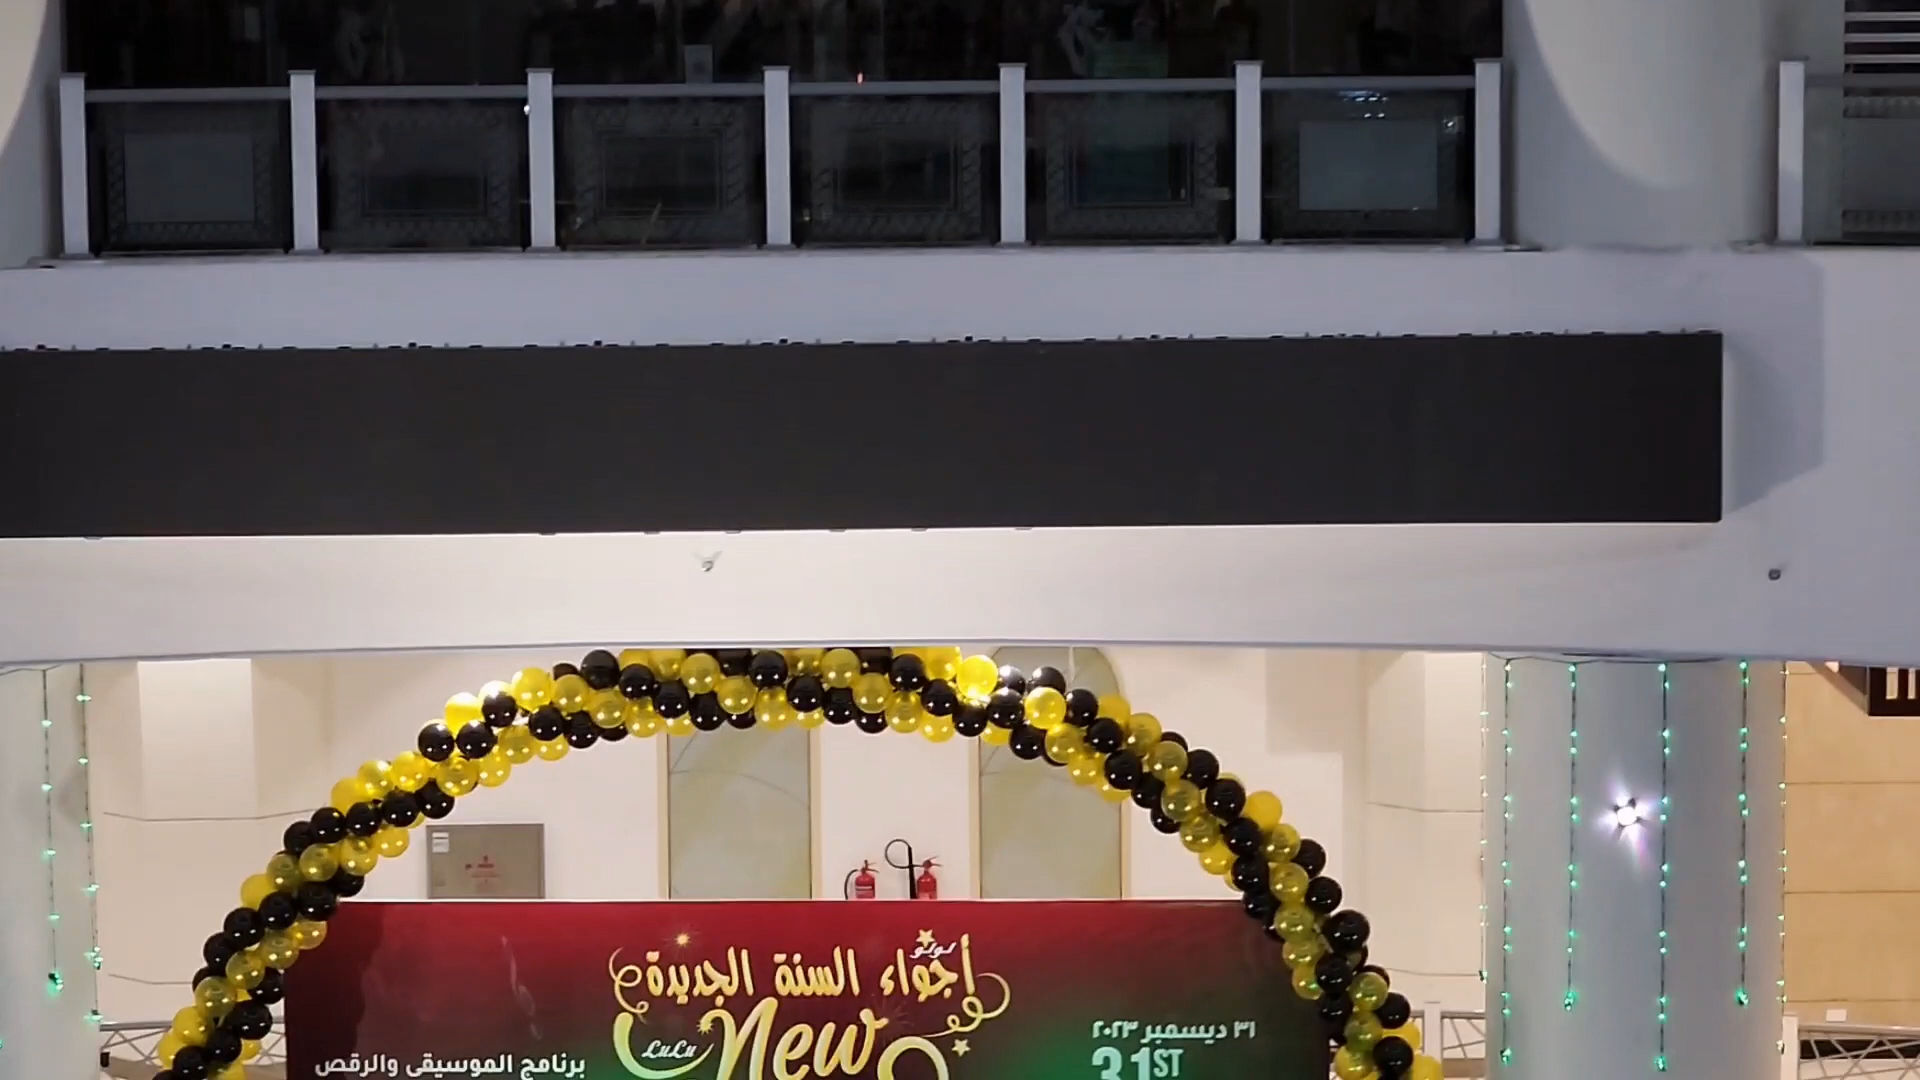 لولو
أجواء السنة الجديدة
LuLu New
برنامج الموسيقى والرقص
٣١ ديسمبر ٢٠٢٣
31ST